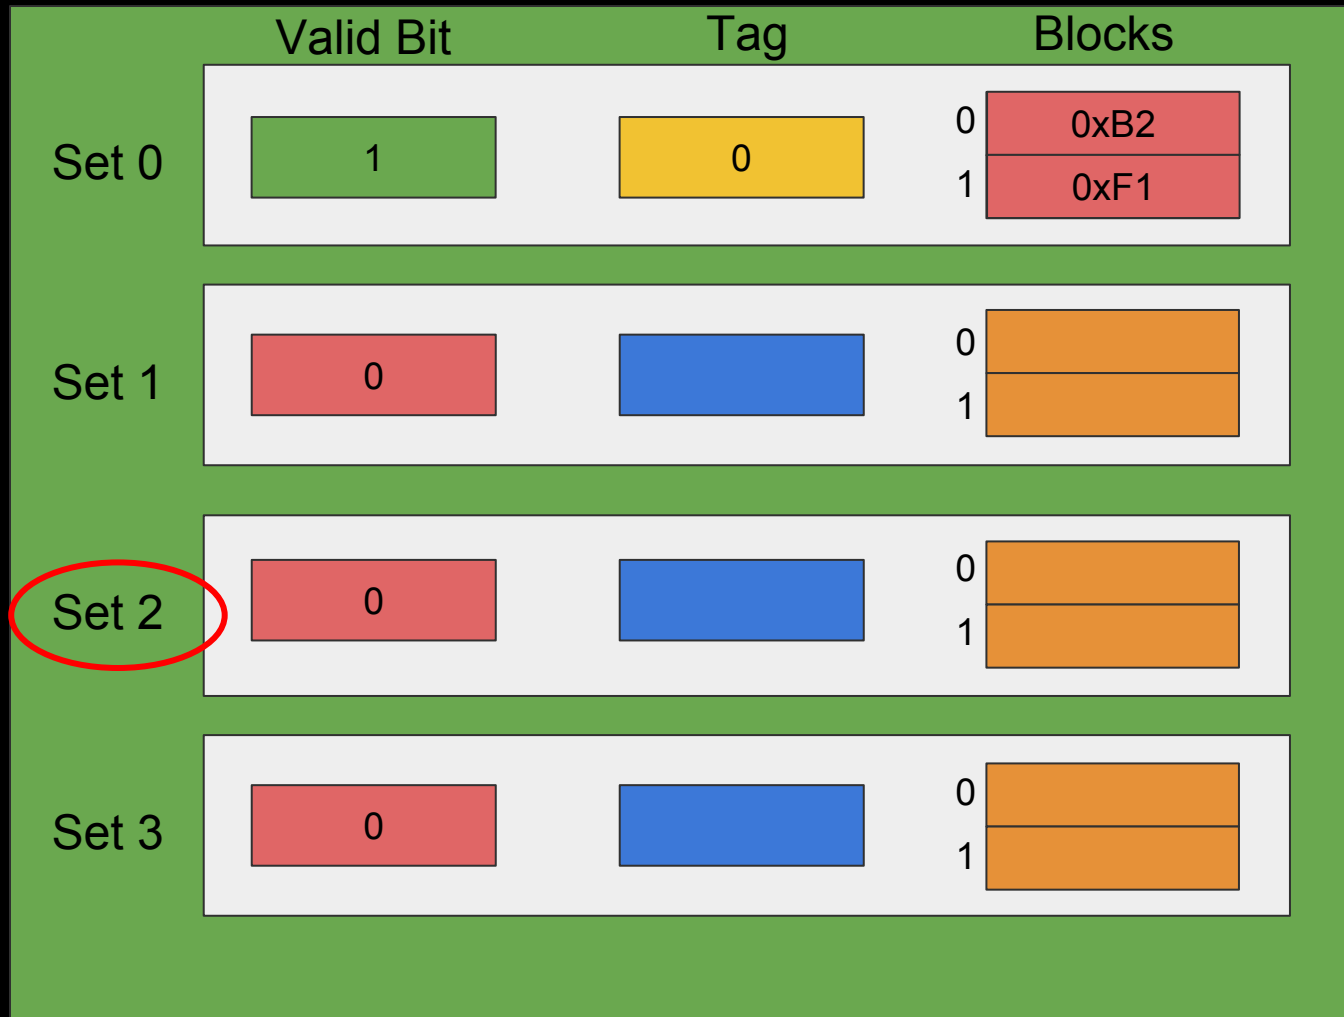 Valid Bit Tag Blocks
Set 0 1 0 0 0xB2
1 0xF1
Set 1 0 0
1
Set 2 0 0
1
Set 3 0 0
1